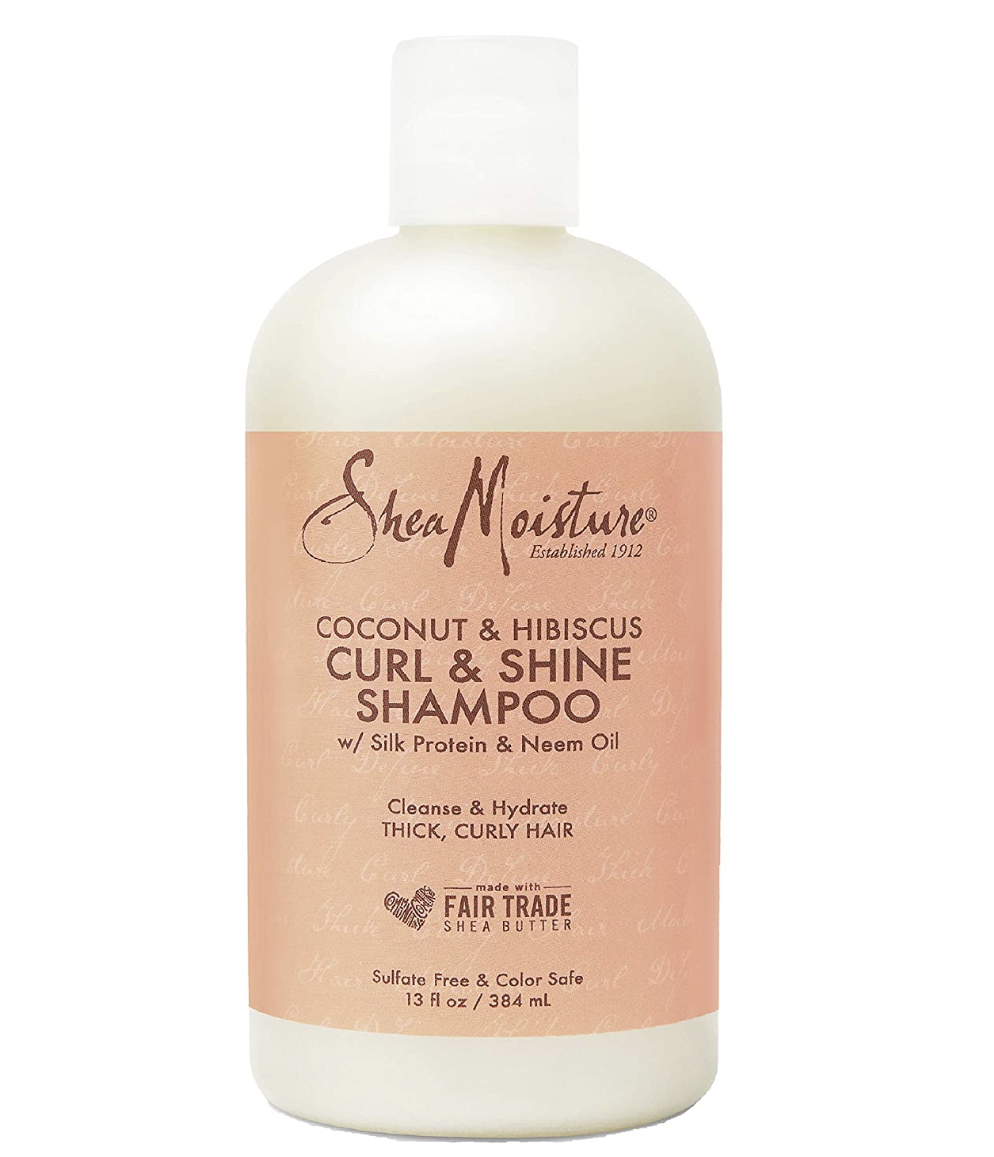 SheaMoisture®
Established 1912
COCONUT & HIBISCUS
CURL & SHINE
SHAMPOO
w/ Silk Protein & Neem Oil
Cleanse & Hydrate
THICK, CURLY HAIR
made with
FAIR TRADE
SHEA BUTTER
Sulfate Free & Color Safe
13 fl oz / 384 mL